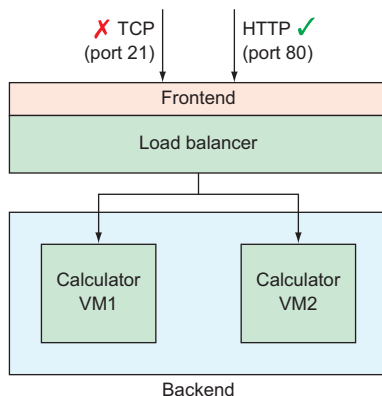 ✗ TCP
(port 21)
HTTP ✓
(port 80)
Frontend
Load balancer
Calculator
VM1
Calculator
VM2
Backend